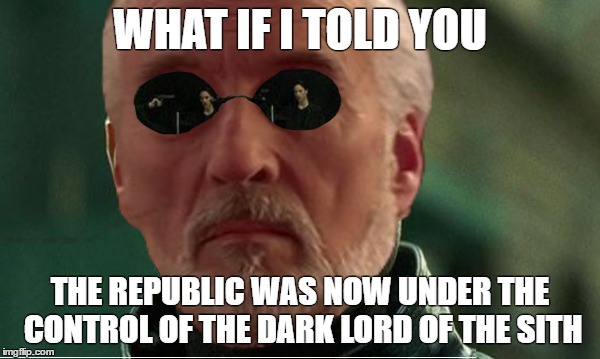 WHAT IF I TOLD YOU
THE REPUBLIC WAS NOW UNDER THE
CONTROL OF THE DARK LORD OF THE SITH
imgflip.com